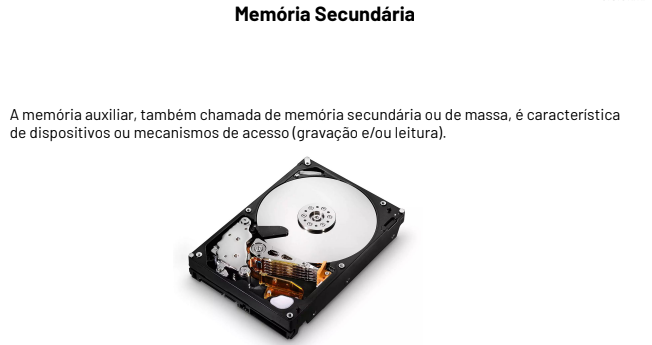 Memória Secundária
A memória auxiliar, também chamada de memória secundária ou de massa, é característica
de dispositivos ou mecanismos de acesso (gravação e/ou leitura).